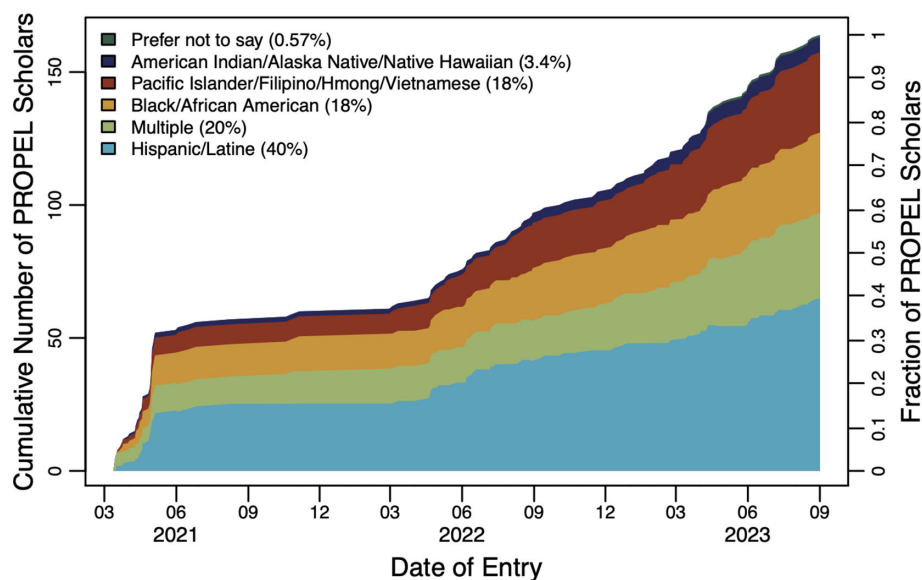 Prefer not to say (0.57%)
American Indian/Alaska Native/Native Hawaiian (3.4%)
Pacific Islander/Filipino/Hmong/Vietnamese (18%)
Black/African American (18%)
Multiple (20%)
Hispanic/Latine (40%)
Cumulative Number of PROPEL Scholars
150
100
50
0
Fraction of PROPEL Scholars
1
0.9
0.8
0.7
0.6
0.5
0.4
0.3
0.2
0.1
0
03 06 09 12 03 06 09 12 03 06 09
2021 2022 2023
Date of Entry